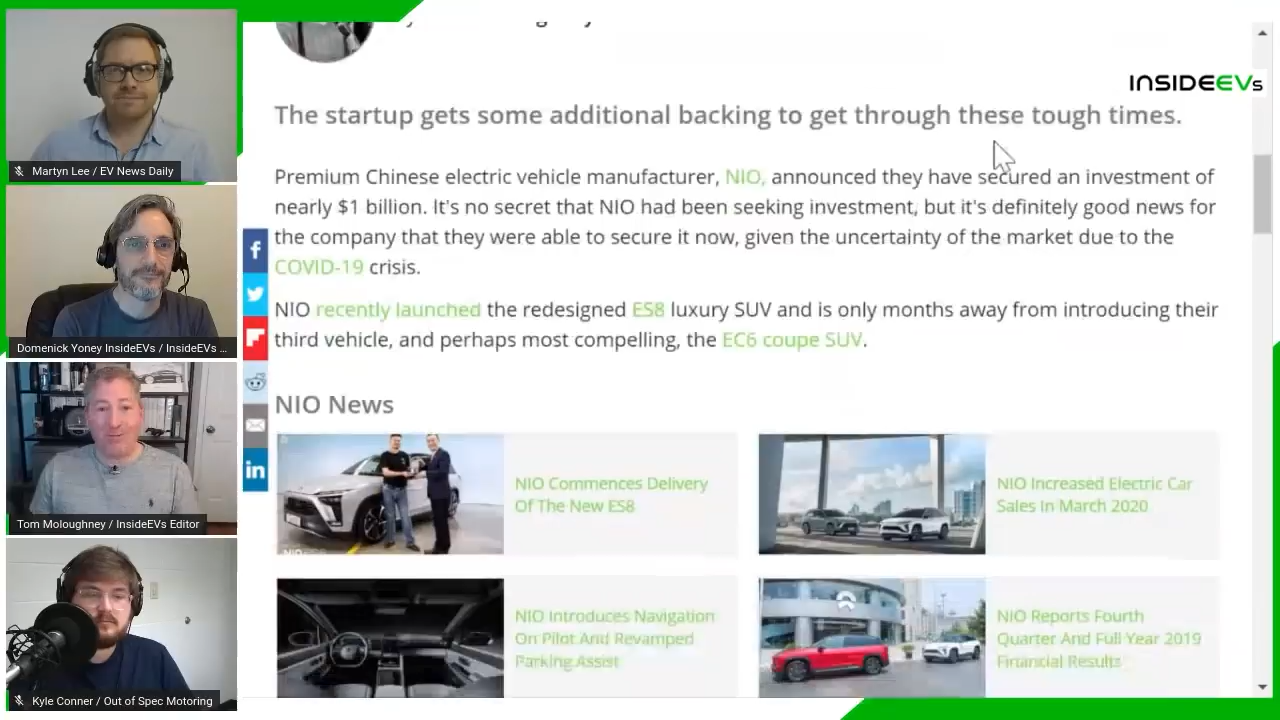 INSIDEEVs
The startup gets some additional backing to get through these tough times.
Premium Chinese electric vehicle manufacturer, NIO, announced they have secured an investment of
nearly $1 billion. It's no secret that NIO had been seeking investment, but it's definitely good news for
the company that they were able to secure it now, given the uncertainty of the market due to the
COVID-19 crisis.
NIO recently launched the redesigned ES8 luxury SUV and is only months away from introducing their
third vehicle, and perhaps most compelling, the EC6 coupe SUV.
NIO News
NIO Commences Delivery
Of The New ES8
NIO Increased Electric Car
Sales In March 2020
NIO Introduces Navigation
On Pilot And Revamped
Parking Assist
NIO Reports Fourth
Quarter And Full Year 2019
Financial Results
Martyn Lee / EV News Daily
Domenick Yoney InsideEVs / InsideEVs ...
Tom Moloughney / InsideEVs Editor
Kyle Conner / Out of Spec Motoring